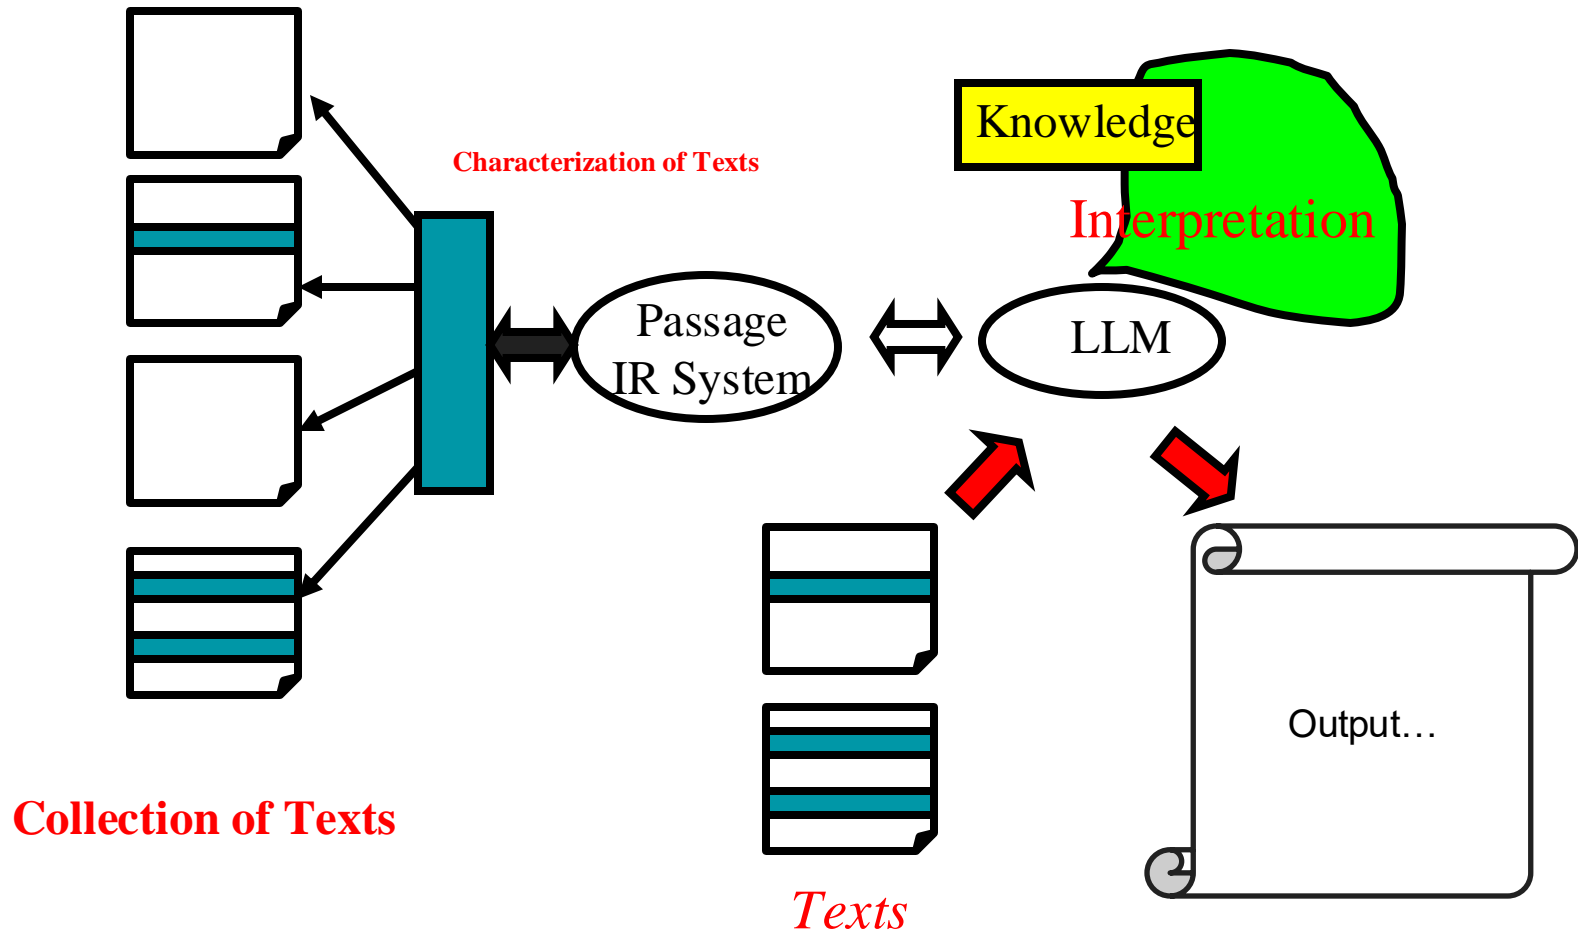 Knowledge
Characterization of Texts
Interpretation
Passage
IR System
LLM
Output…
Collection of Texts
Texts